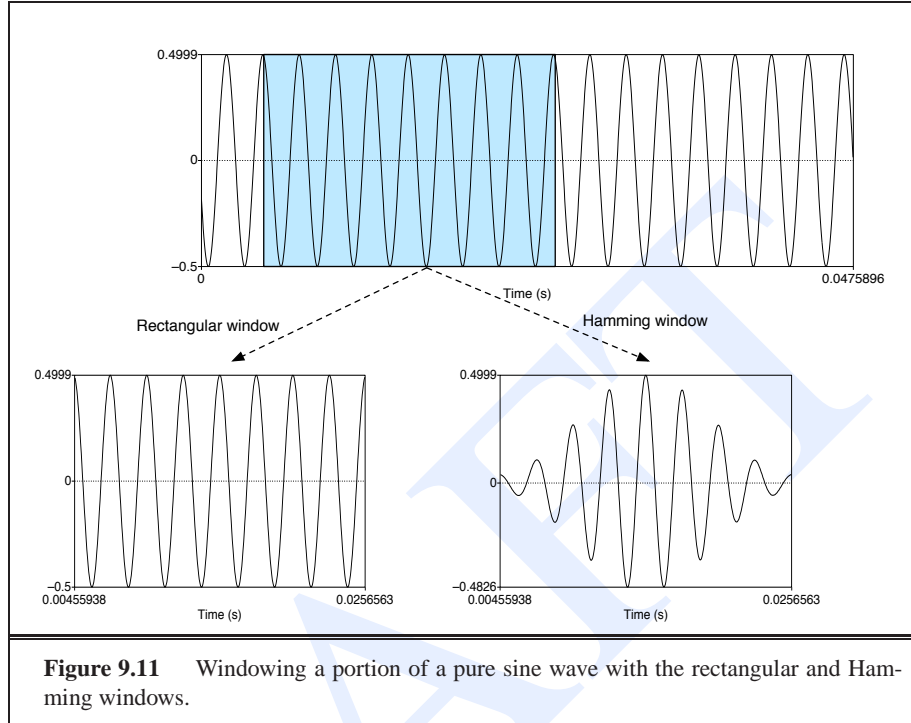 0.4999
0
–0.5
0
0.0475896
Time (s)
Rectangular window
Hamming window
0.4999
0
–0.5
0.00455938
0.0256563
Time (s)
0.4999
0
–0.4826
0.00455938
0.0256563
Time (s)
Figure 9.11 Windowing a portion of a pure sine wave with the rectangular and Ham-
ming windows.
AFT